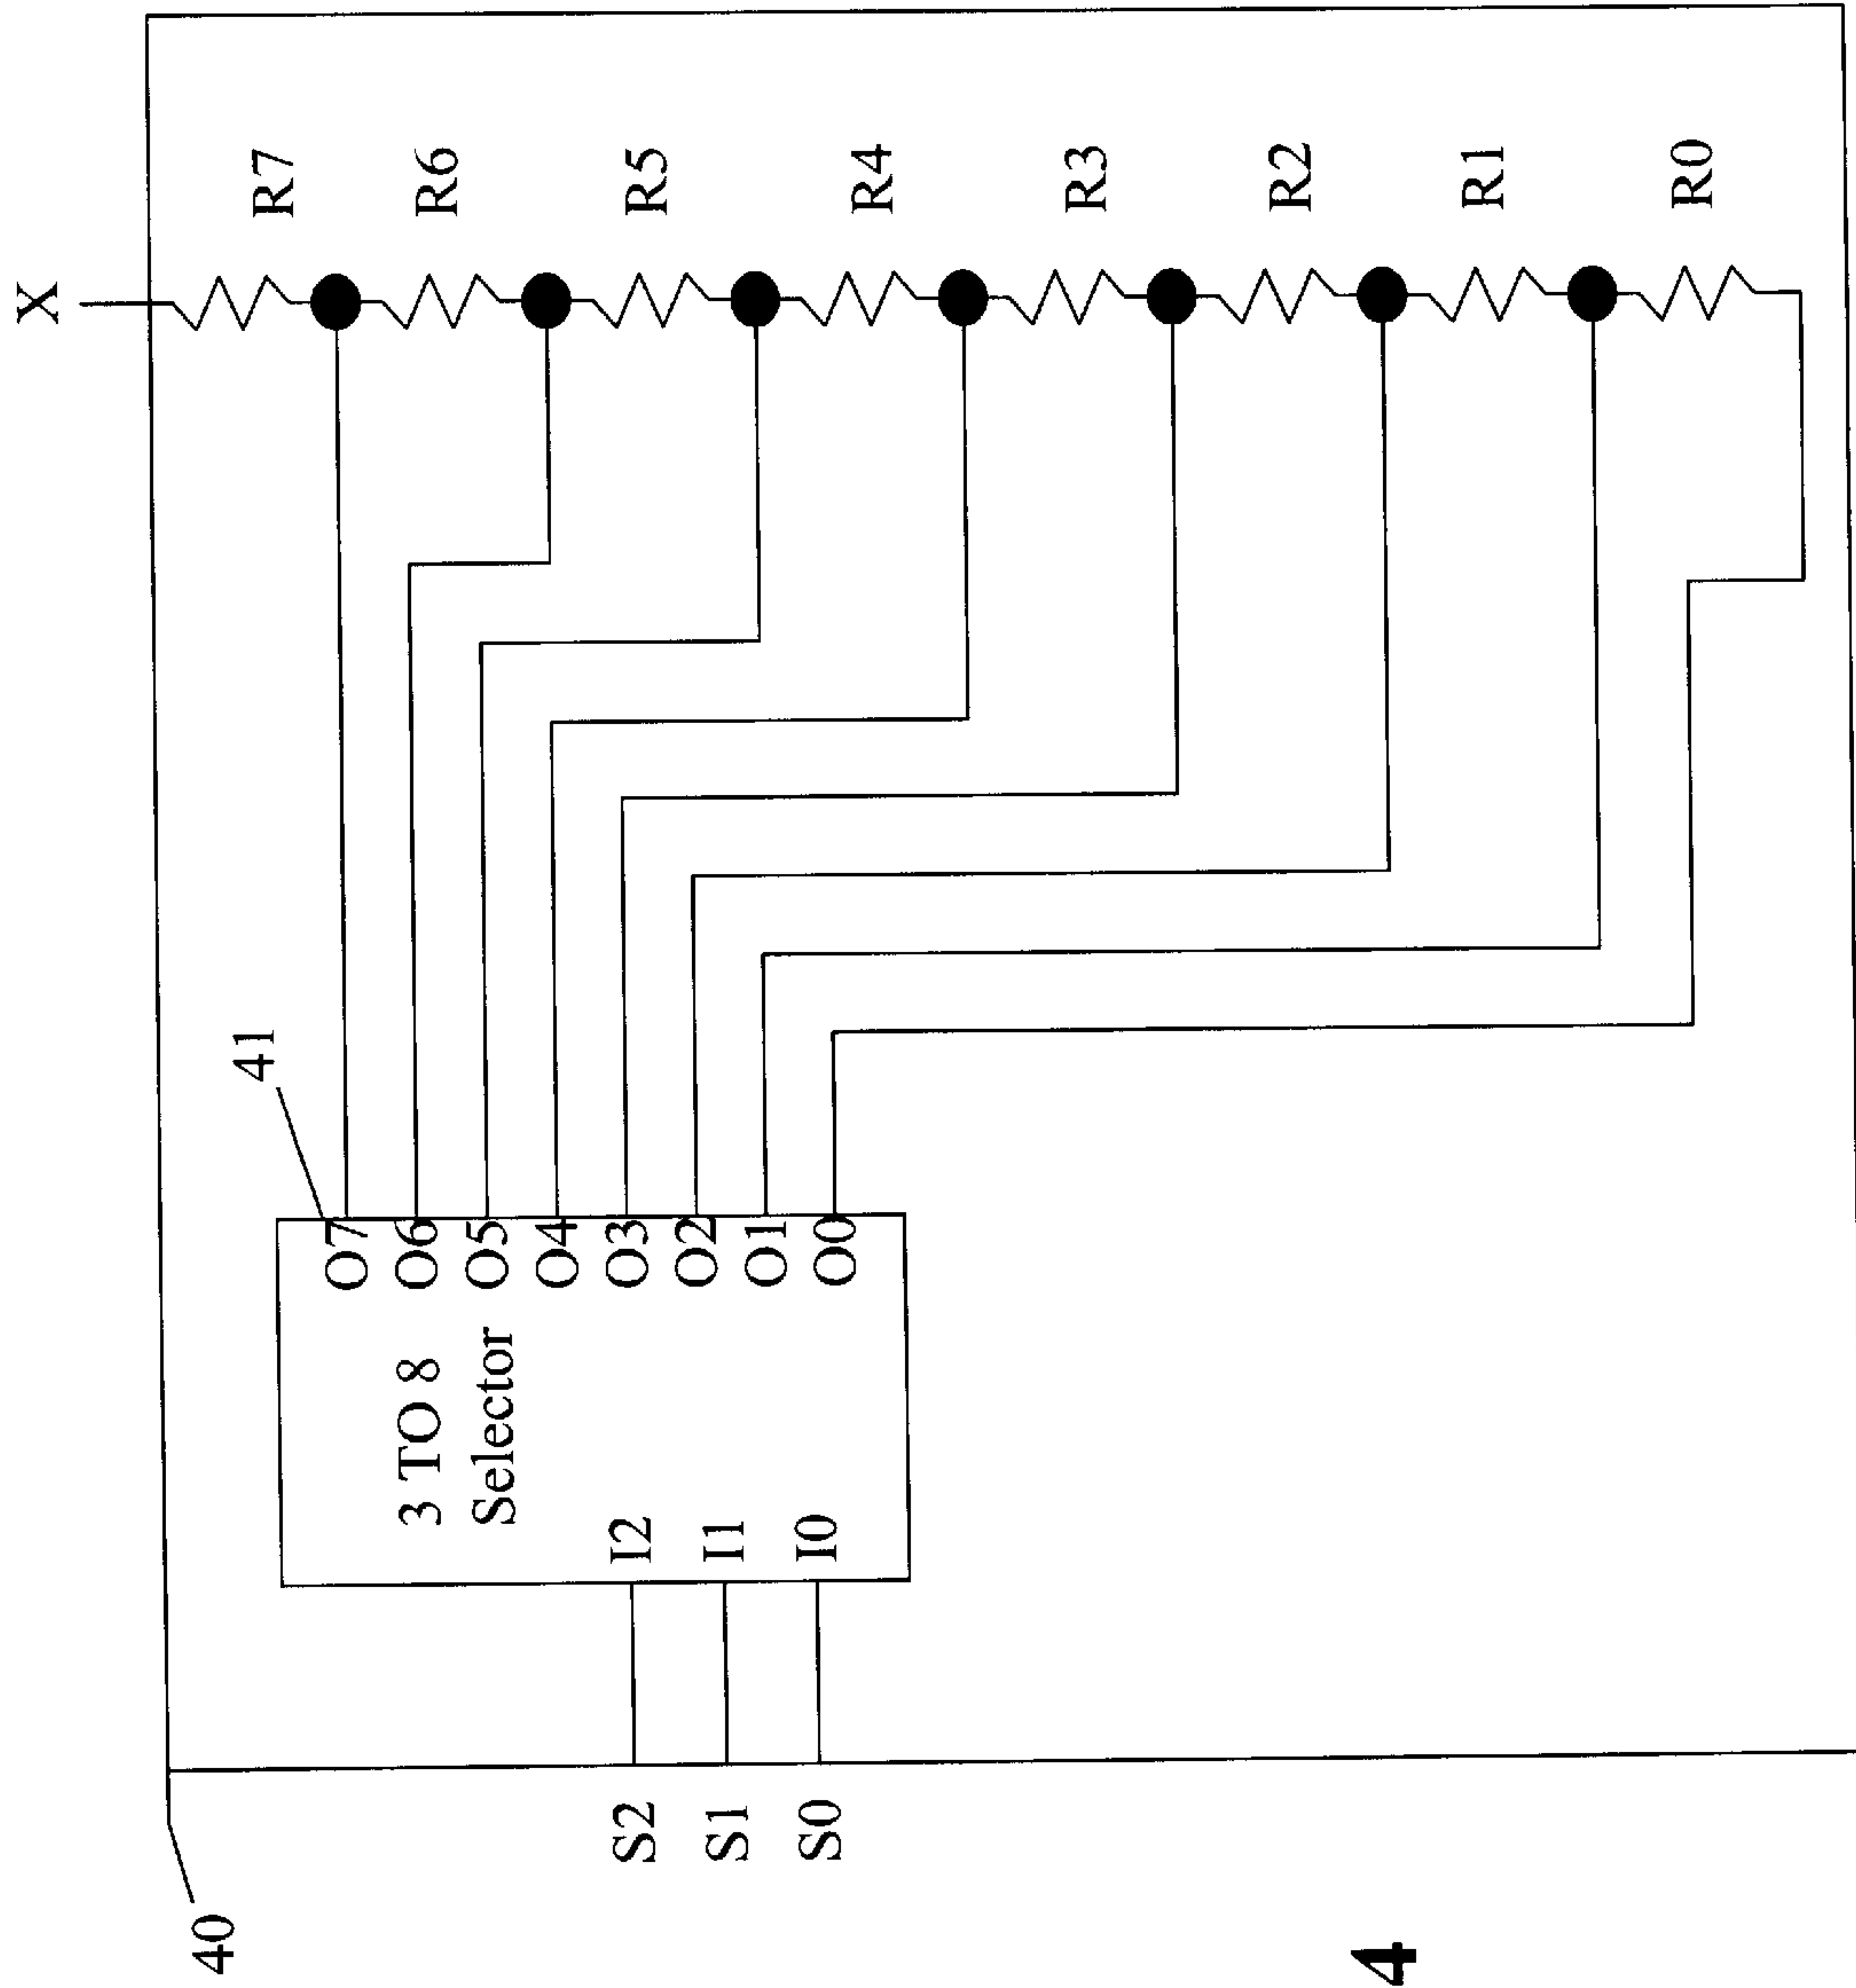 X
R7
R6
R5
R4
R3
R2
R1
R0
41
O7
O6
O5
O4
O3
O2
O1
O0
3 TO 8
Selector
I2
I1
I0
S2
S1
S0
40
4